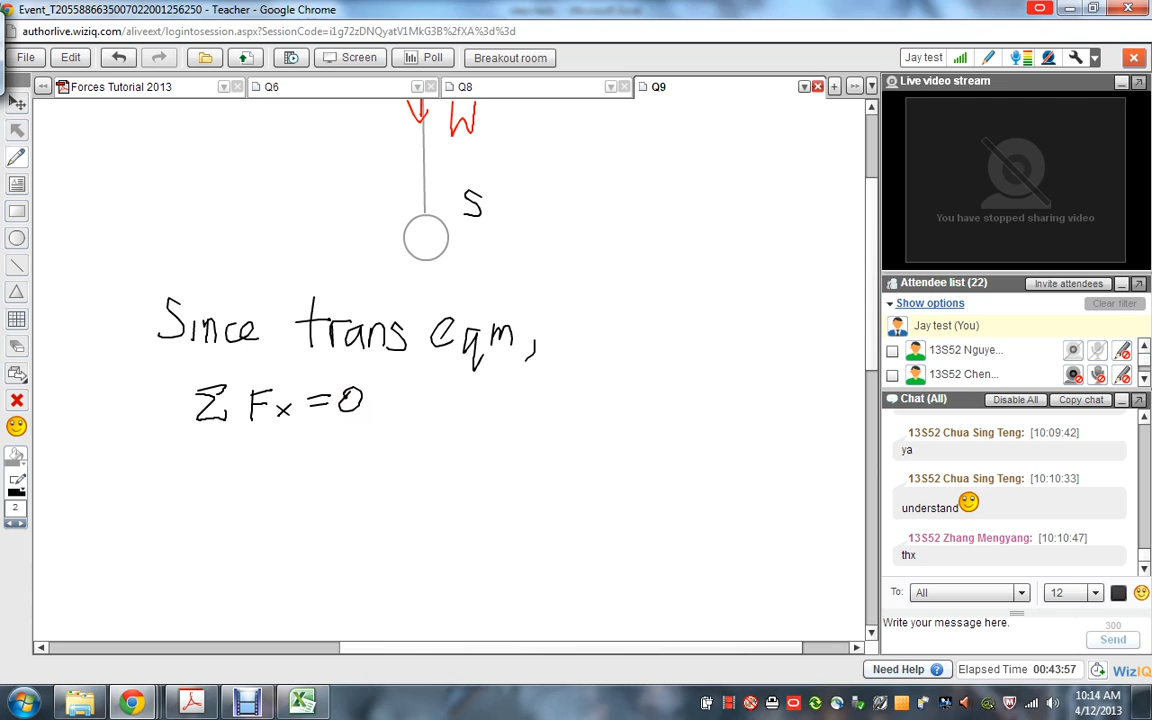 Event_T2055886635007022001256250 - Teacher - Google Chrome
authorlive.wiziq.com/aliveext/logintosession.aspx?SessionCode=i1g72zDNQyatV1MkG3B%2fXA%3d%3d
File
Edit
Screen
Poll
Breakout room
Jay test
Forces Tutorial 2013
Q6
Q8
Q9
W
S
Since trans eqm,
Σ Fx = 0
2
Live video stream
You have stopped sharing video
Attendee list (22)
Invite attendees
Show options
Clear filter
Jay test (You)
13S52 Nguye...
13S52 Chen...
Chat (All)
Disable All
Copy chat
13S52 Chua Sing Teng: [10:09:42]
ya
13S52 Chua Sing Teng: [10:10:33]
understand
13S52 Zhang Mengyang: [10:10:47]
thx
To:
All
12
Write your message here.
300
Send
Need Help ?
Elapsed Time 00:43:57
WizIQ
10:14 AM
4/12/2013